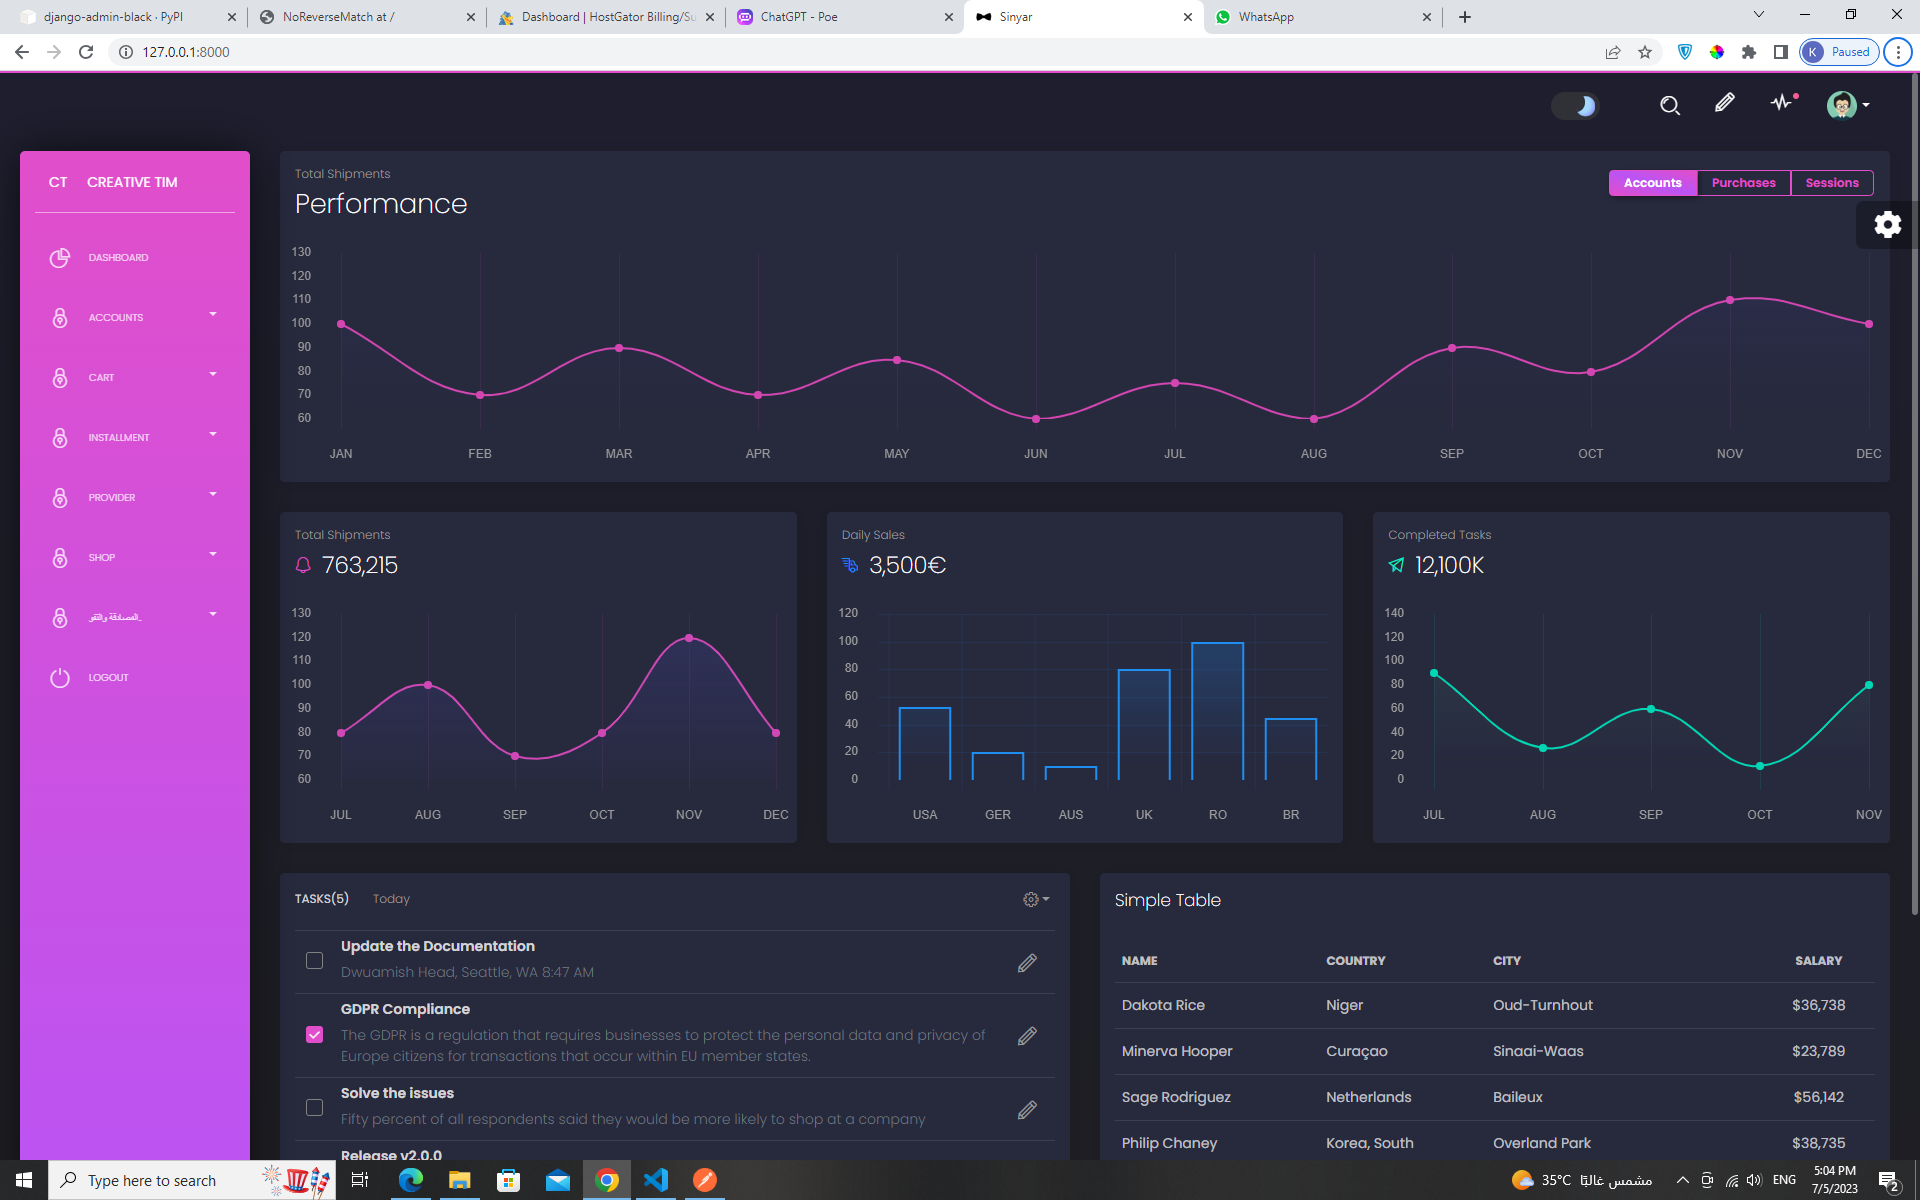 django-admin-black · PyPI
NoReverseMatch at /
Dashboard | HostGator Billing/Su
ChatGPT - Poe
Sinyar
WhatsApp
127.0.0.1:8000
K Paused
CT CREATIVE TIM
DASHBOARD
ACCOUNTS
CART
INSTALLMENT
PROVIDER
SHOP
المصادقة والتفو...
LOGOUT
Total Shipments
Performance
Accounts Purchases Sessions
130
120
110
100
90
80
70
60
JAN FEB MAR APR MAY JUN JUL AUG SEP OCT NOV DEC
Total Shipments
763,215
130
120
110
100
90
80
70
60
JUL AUG SEP OCT NOV DEC
Daily Sales
3,500€
120
100
80
60
40
20
0
USA GER AUS UK RO BR
Completed Tasks
12,100K
140
120
100
80
60
40
20
0
JUL AUG SEP OCT NOV
TASKS(5) Today
Update the Documentation
Dwuamish Head, Seattle, WA 8:47 AM
GDPR Compliance
The GDPR is a regulation that requires businesses to protect the personal data and privacy of
Europe citizens for transactions that occur within EU member states.
Solve the issues
Fifty percent of all respondents said they would be more likely to shop at a company
Release v2.0.0
Simple Table
NAME COUNTRY CITY SALARY
Dakota Rice Niger Oud-Turnhout $36,738
Minerva Hooper Curaçao Sinaai-Waas $23,789
Sage Rodriguez Netherlands Baileux $56,142
Philip Chaney Korea, South Overland Park $38,735
Type here to search
35°C مشمس غالبًا
ENG
5:04 PM
7/5/2023
2